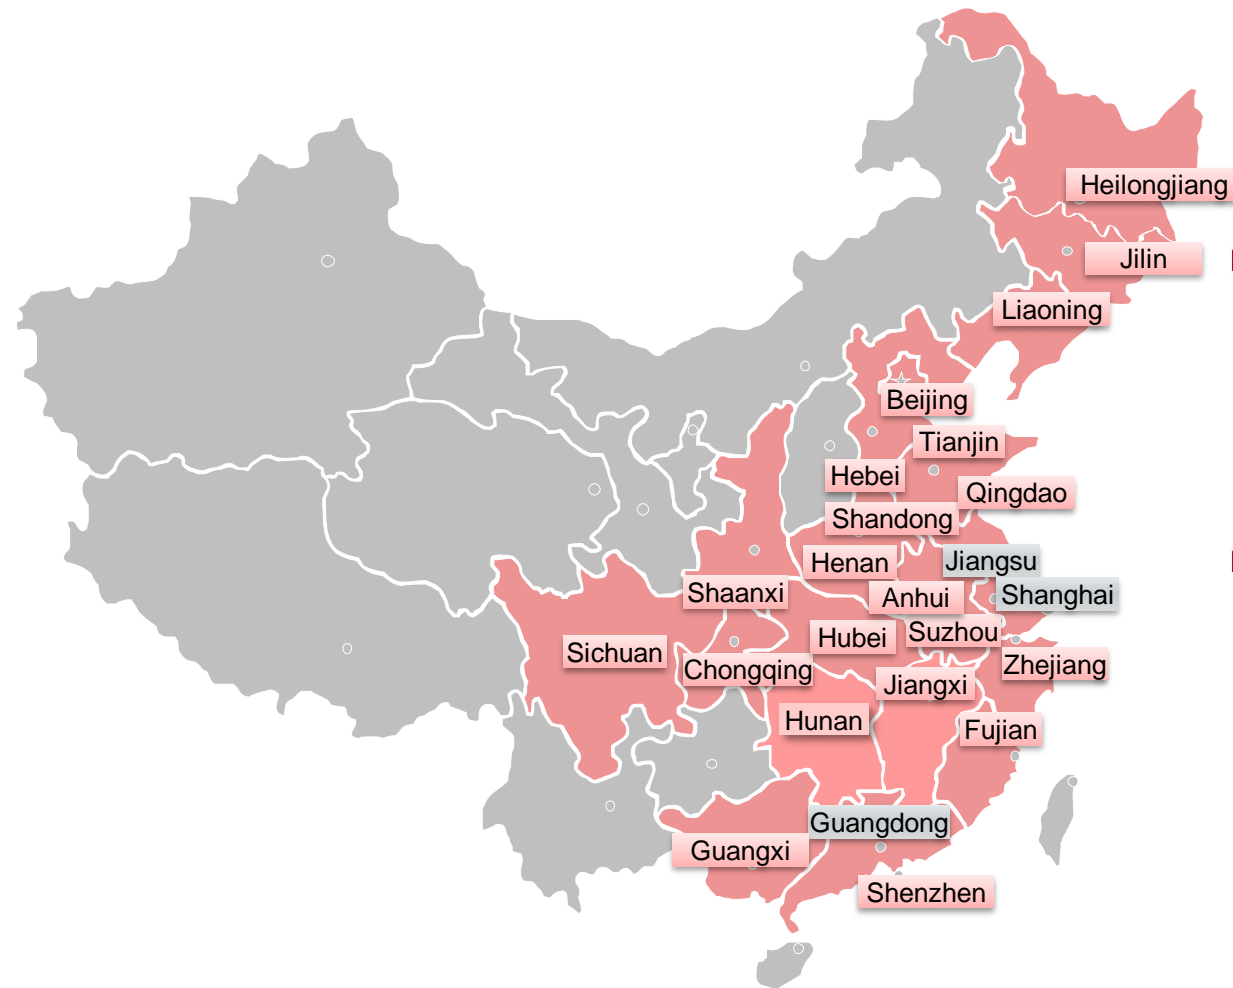 Heilongjiang
Jilin
Liaoning
Beijing
Tianjin
Hebei
Qingdao
Shandong
Jiangsu
Henan
Shaanxi
Anhui
Shanghai
Sichuan
Hubei
Suzhou
Chongqing
Zhejiang
Jiangxi
Hunan
Fujian
Guangdong
Guangxi
Shenzhen